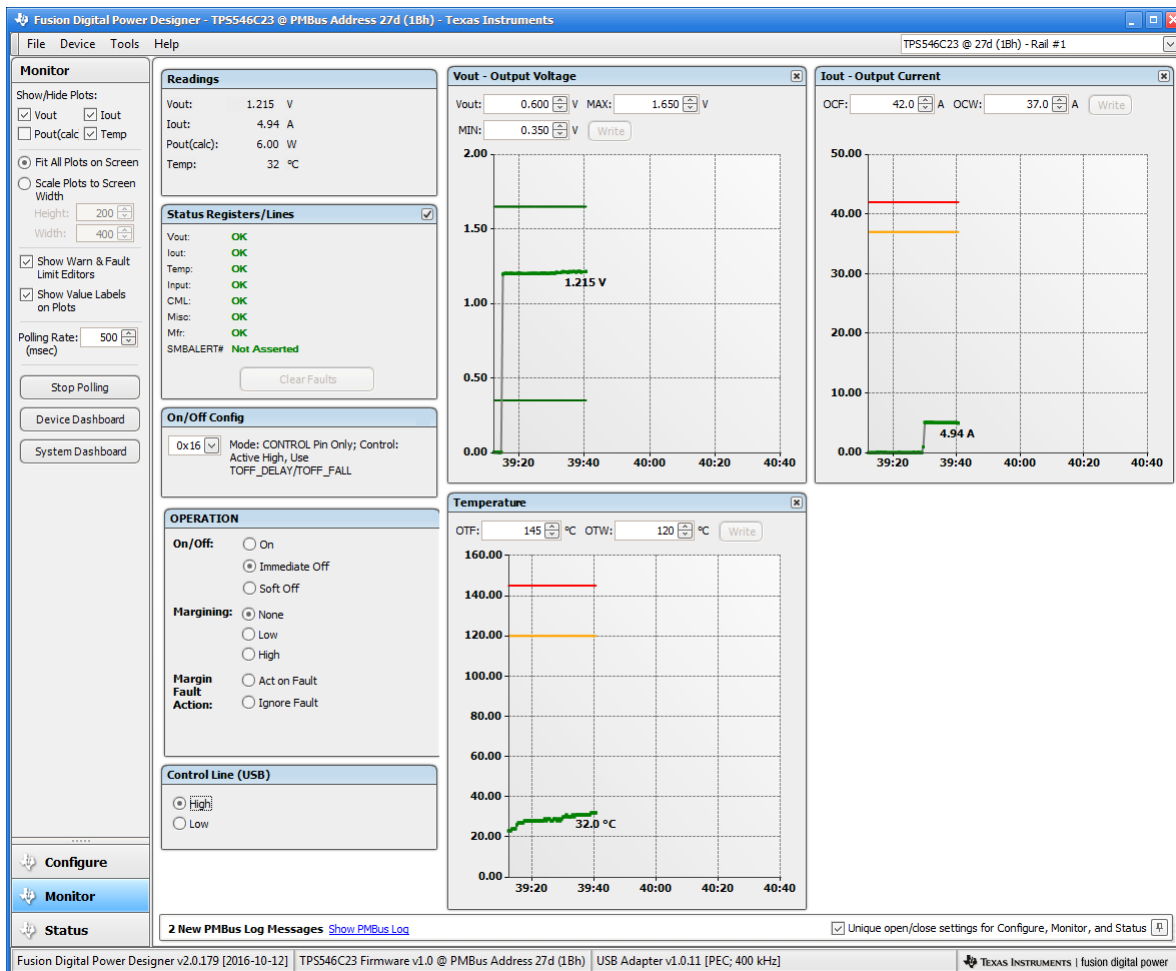 Fusion Digital Power Designer - TPS546C23 @ PMBus Address 27d (1Bh) - Texas Instruments
File Device Tools Help
TPS546C23 @ 27d (1Bh) - Rail #1
Monitor
Show/Hide Plots:
Vout Iout
Pout(calc Temp
Fit All Plots on Screen
Scale Plots to Screen
Width
Height: 200
Width: 400
Show Warn & Fault
Limit Editors
Show Value Labels
on Plots
Polling Rate: 500
(msec)
Stop Polling
Device Dashboard
System Dashboard
Configure
Monitor
Status
Readings
Vout: 1.215 V
Iout: 4.94 A
Pout(calc): 6.00 W
Temp: 32 °C
Status Registers/Lines
Vout: OK
Iout: OK
Temp: OK
Input: OK
CML: OK
Misc: OK
Mfr: OK
SMBALERT# Not Asserted
Clear Faults
On/Off Config
0x16 Mode: CONTROL Pin Only; Control:
Active High, Use
TOFF_DELAY/TOFF_FALL
OPERATION
On/Off: On
Immediate Off
Soft Off
Margining: None
Low
High
Margin Act on Fault
Fault
Action: Ignore Fault
Control Line (USB)
High
Low
Vout - Output Voltage
Vout: 0.600 V MAX: 1.650 V
MIN: 0.350 V Write
2.00
1.50
1.215 V
1.00
0.50
0.00
39:20 39:40 40:00 40:20 40:40
Iout - Output Current
OCF: 42.0 A OCW: 37.0 A Write
50.00
40.00
30.00
20.00
10.00
4.94 A
0.00
39:20 39:40 40:00 40:20 40:40
Temperature
OTF: 145 °C OTW: 120 °C Write
160.00
140.00
120.00
100.00
80.00
60.00
40.00
32.0 °C
20.00
0.00
39:20 39:40 40:00 40:20 40:40
2 New PMBus Log Messages Show PMBus Log
Unique open/close settings for Configure, Monitor, and Status
Fusion Digital Power Designer v2.0.179 [2016-10-12] TPS546C23 Firmware v1.0 @ PMBus Address 27d (1Bh) USB Adapter v1.0.11 [PEC; 400 kHz] TEXAS INSTRUMENTS | fusion digital power